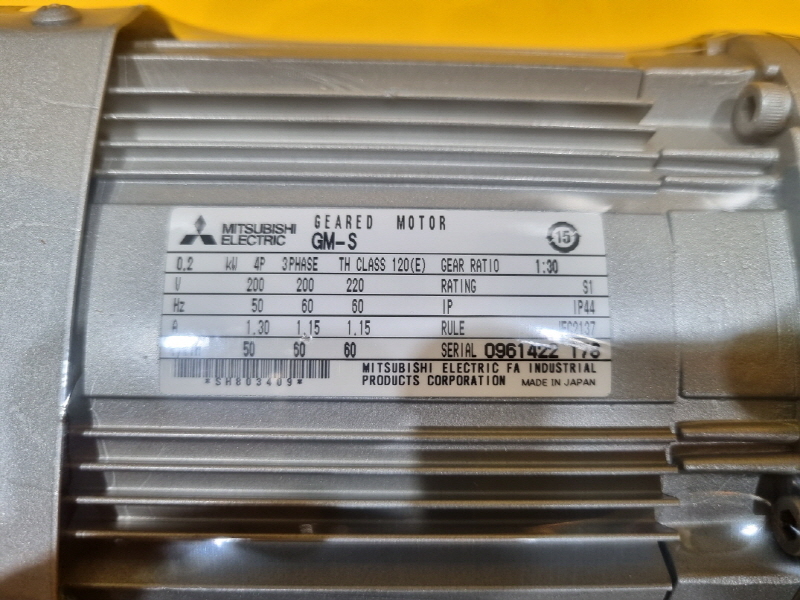 MITSUBISHI ELECTRIC GEARED MOTOR GM-S 15
0.2 kW 4P 3PHASE TH CLASS 120(E) GEAR RATIO 1:30
V 200 200 220 RATING S1
Hz 50 60 60 IP IP44
A 1.30 1.15 1.15 RULE
50 60 60 SERIAL 0961422
*SH803409* MITSUBISHI ELECTRIC FA INDUSTRIAL
PRODUCTS CORPORATION MADE IN JAPAN